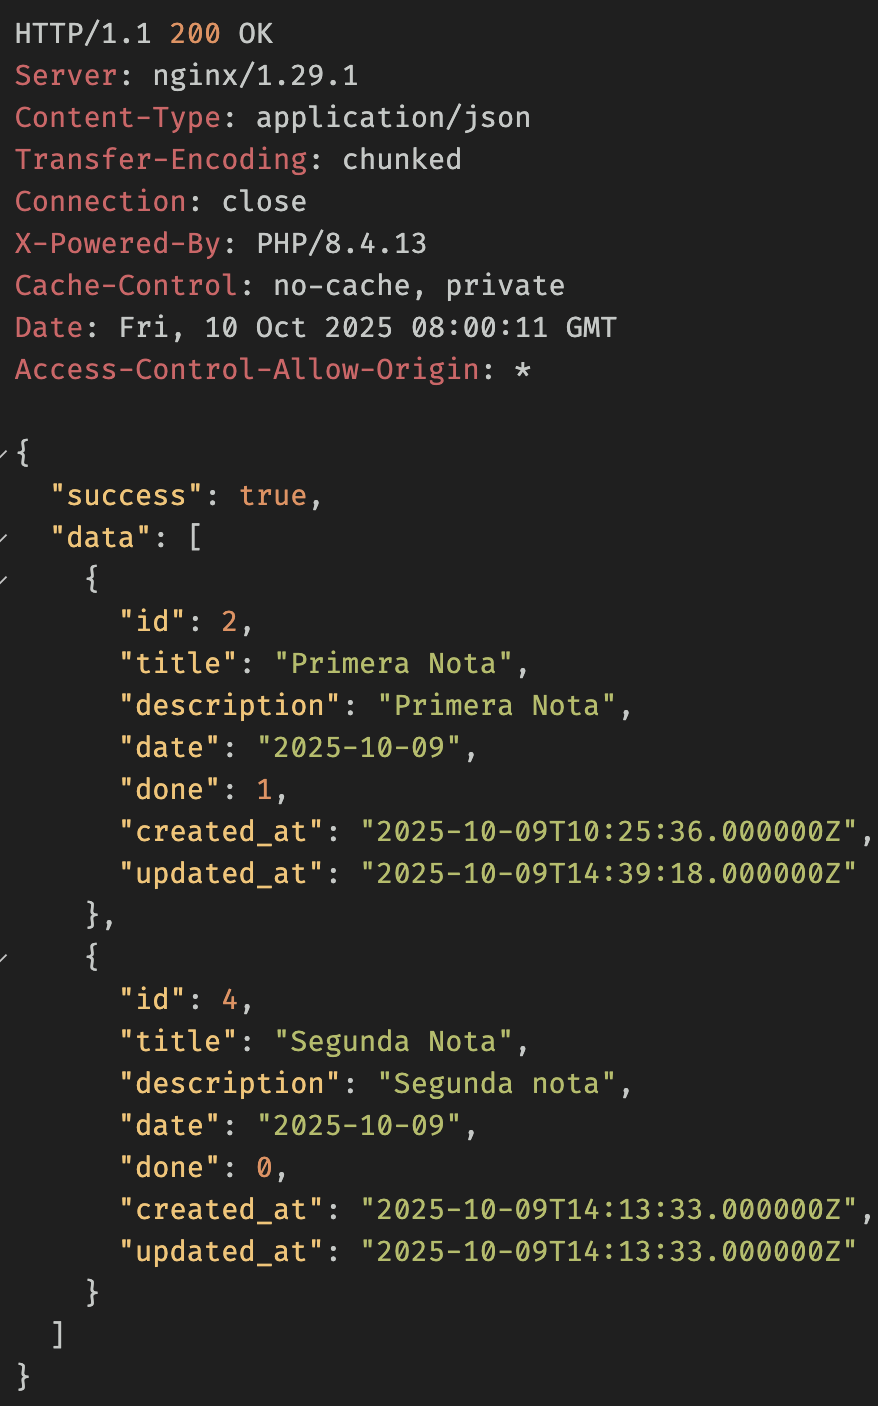 HTTP/1.1 200 OK
Server: nginx/1.29.1
Content-Type: application/json
Transfer-Encoding: chunked
Connection: close
X-Powered-By: PHP/8.4.13
Cache-Control: no-cache, private
Date: Fri, 10 Oct 2025 08:00:11 GMT
Access-Control-Allow-Origin: *

{
  "success": true,
  "data": [
    {
      "id": 2,
      "title": "Primera Nota",
      "description": "Primera Nota",
      "date": "2025-10-09",
      "done": 1,
      "created_at": "2025-10-09T10:25:36.000000Z",
      "updated_at": "2025-10-09T14:39:18.000000Z"
    },
    {
      "id": 4,
      "title": "Segunda Nota",
      "description": "Segunda nota",
      "date": "2025-10-09",
      "done": 0,
      "created_at": "2025-10-09T14:13:33.000000Z",
      "updated_at": "2025-10-09T14:13:33.000000Z"
    }
  ]
}